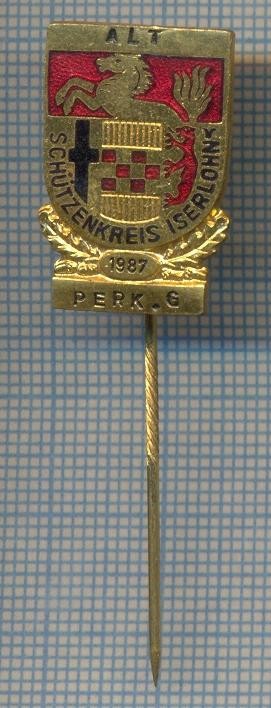 ALT
SCHÜTZENKREIS ISERLOHN
1987
PERK.G